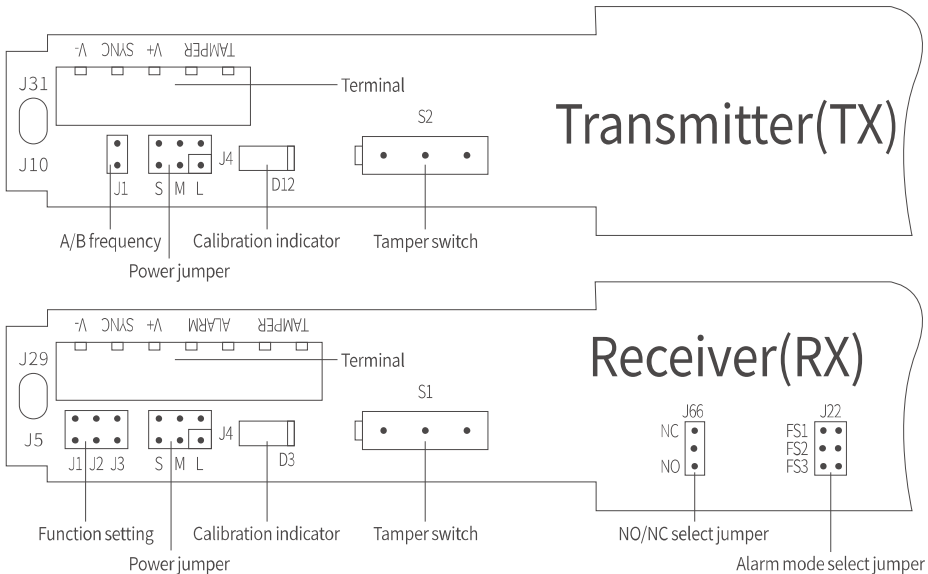 V- SYNC V+ TAMPER
J31
Terminal
S2
Transmitter(TX)
J10
J4
J1
S M L
D12
A/B frequency
Calibration indicator
Tamper switch
Power jumper
V- SYNC V+ ALARM TAMPER
J29
Terminal
Receiver(RX)
S1
J66
J22
J5
J4
NC
FS1
FS2
NO
FS3
J1 J2 J3
S M L
D3
Function setting
Calibration indicator
Tamper switch
NO/NC select jumper
Power jumper
Alarm mode select jumper